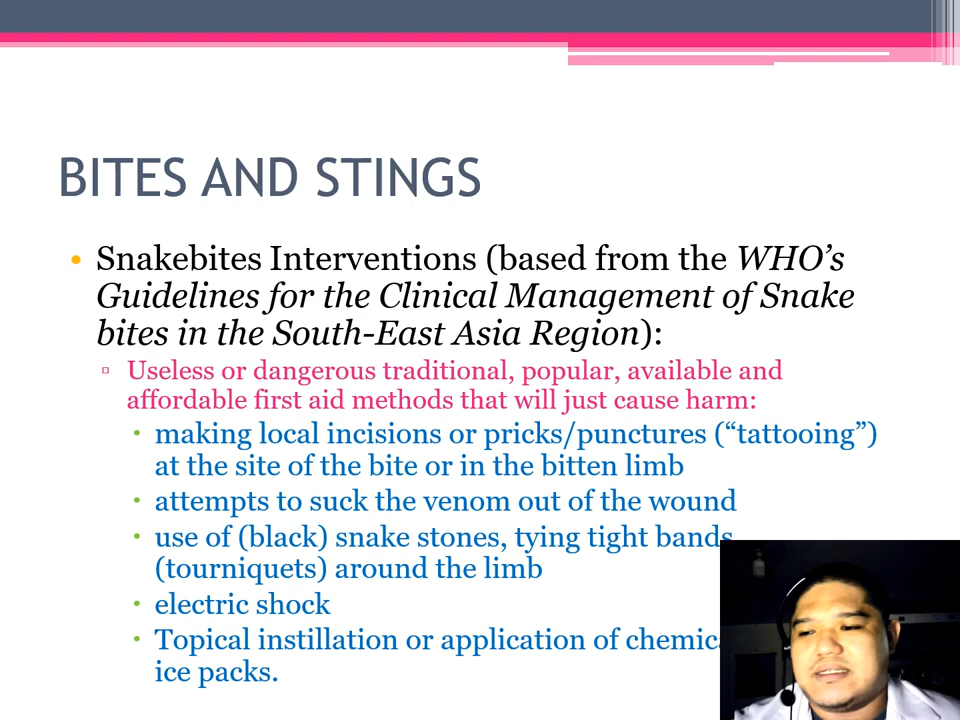 BITES AND STINGS
• Snakebites Interventions (based from the WHO’s
Guidelines for the Clinical Management of Snake
bites in the South-East Asia Region):
▫ Useless or dangerous traditional, popular, available and
affordable first aid methods that will just cause harm:
▪ making local incisions or pricks/punctures (“tattooing”)
at the site of the bite or in the bitten limb
▪ attempts to suck the venom out of the wound
▪ use of (black) snake stones, tying tight bands
(tourniquets) around the limb
▪ electric shock
▪ Topical instillation or application of
ice packs.